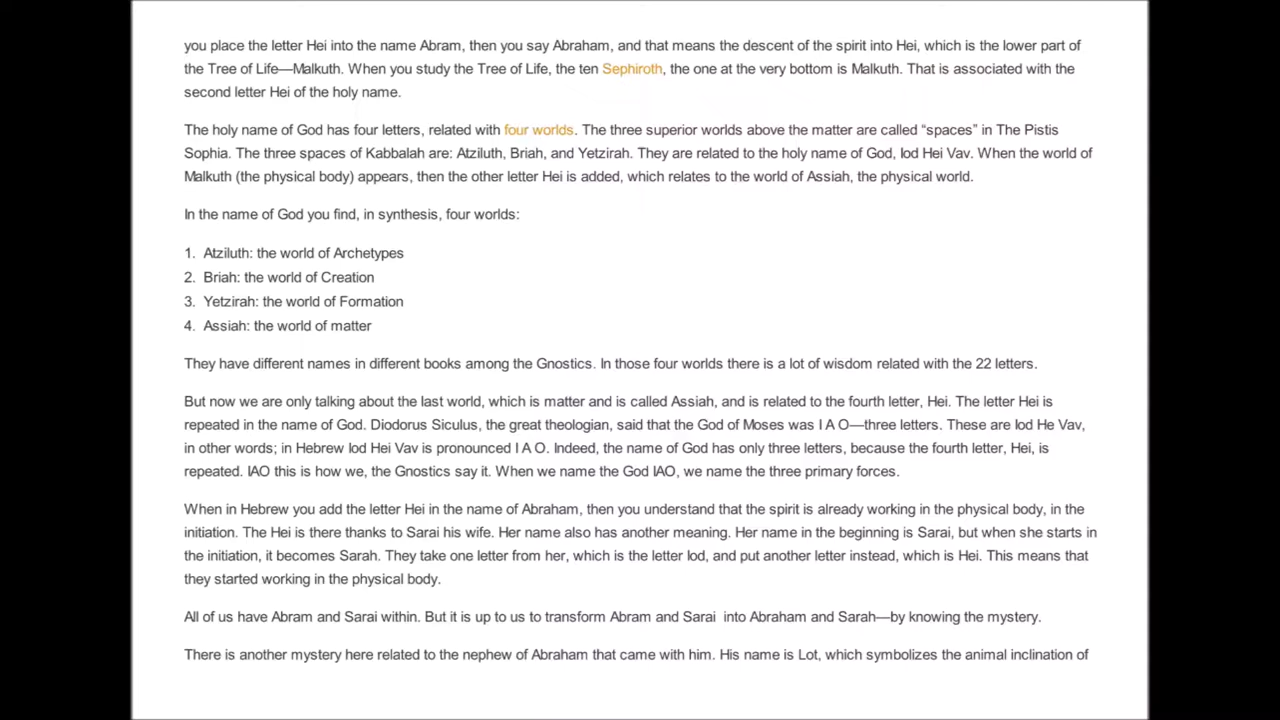 you place the letter Hei into the name Abram, then you say Abraham, and that means the descent of the spirit into Hei, which is the lower part of
the Tree of Life—Malkuth. When you study the Tree of Life, the ten Sephiroth, the one at the very bottom is Malkuth. That is associated with the
second letter Hei of the holy name.
The holy name of God has four letters, related with four worlds. The three superior worlds above the matter are called “spaces” in The Pistis
Sophia. The three spaces of Kabbalah are: Atziluth, Briah, and Yetzirah. They are related to the holy name of God, Iod Hei Vav. When the world of
Malkuth (the physical body) appears, then the other letter Hei is added, which relates to the world of Assiah, the physical world.
In the name of God you find, in synthesis, four worlds:
1. Atziluth: the world of Archetypes
2. Briah: the world of Creation
3. Yetzirah: the world of Formation
4. Assiah: the world of matter
They have different names in different books among the Gnostics. In those four worlds there is a lot of wisdom related with the 22 letters.
But now we are only talking about the last world, which is matter and is called Assiah, and is related to the fourth letter, Hei. The letter Hei is
repeated in the name of God. Diodorus Siculus, the great theologian, said that the God of Moses was I A O—three letters. These are Iod He Vav,
in other words; in Hebrew Iod Hei Vav is pronounced I A O. Indeed, the name of God has only three letters, because the fourth letter, Hei, is
repeated. IAO this is how we, the Gnostics say it. When we name the God IAO, we name the three primary forces.
When in Hebrew you add the letter Hei in the name of Abraham, then you understand that the spirit is already working in the physical body, in the
initiation. The Hei is there thanks to Sarai his wife. Her name also has another meaning. Her name in the beginning is Sarai, but when she starts in
the initiation, it becomes Sarah. They take one letter from her, which is the letter Iod, and put another letter instead, which is Hei. This means that
they started working in the physical body.
All of us have Abram and Sarai within. But it is up to us to transform Abram and Sarai into Abraham and Sarah—by knowing the mystery.
There is another mystery here related to the nephew of Abraham that came with him. His name is Lot, which symbolizes the animal inclination of